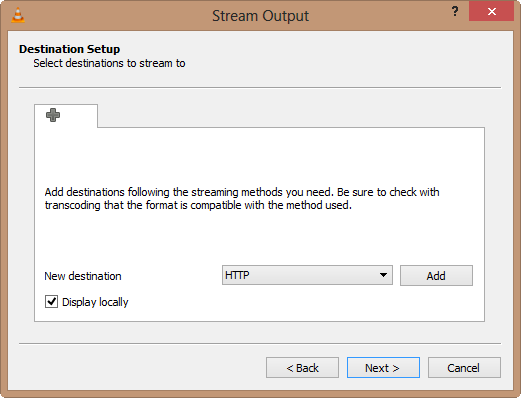 Stream Output
?
Destination Setup
Select destinations to stream to
Add destinations following the streaming methods you need. Be sure to check with
transcoding that the format is compatible with the method used.
New destination HTTP Add
Display locally
< Back Next > Cancel